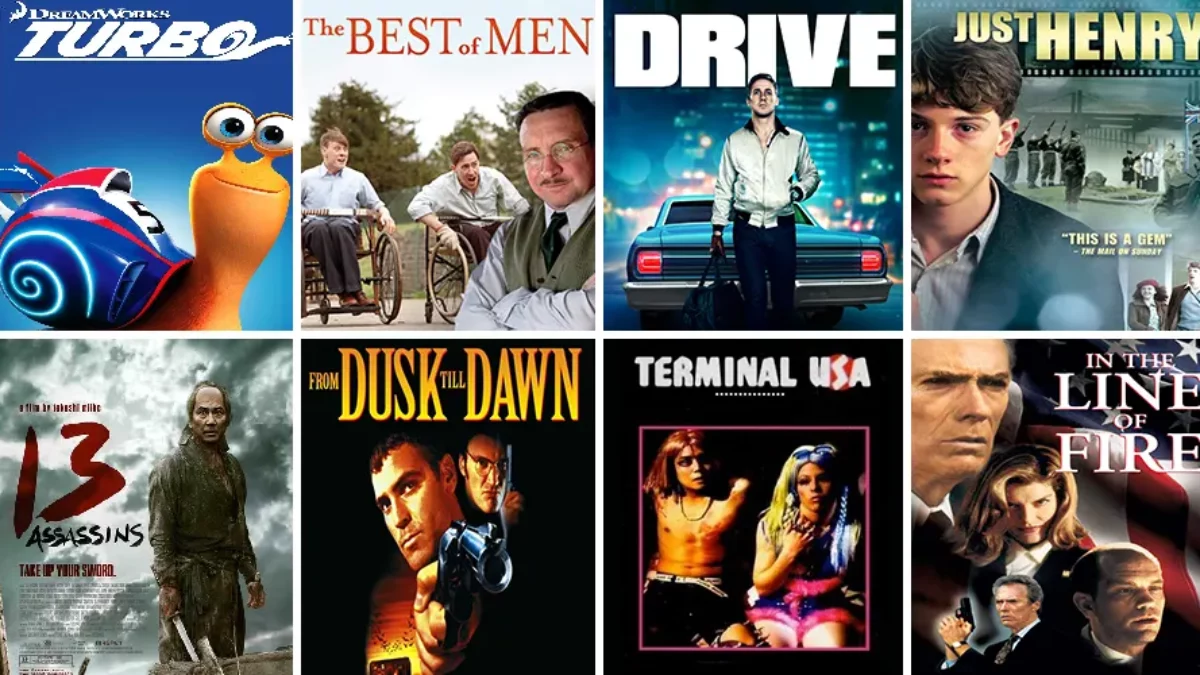 DREAMWORKS
TURBO
5
The BEST of MEN
DRIVE
JUST HENRY
"THIS IS A GEM"
- THE MAIL ON SUNDAY
a film by takashi miike
13
ASSASSINS
TAKE UP YOUR SWORD.
FROM DUSK TILL DAWN
TERMINAL USA
IN THE
LINE
OF
FIRE